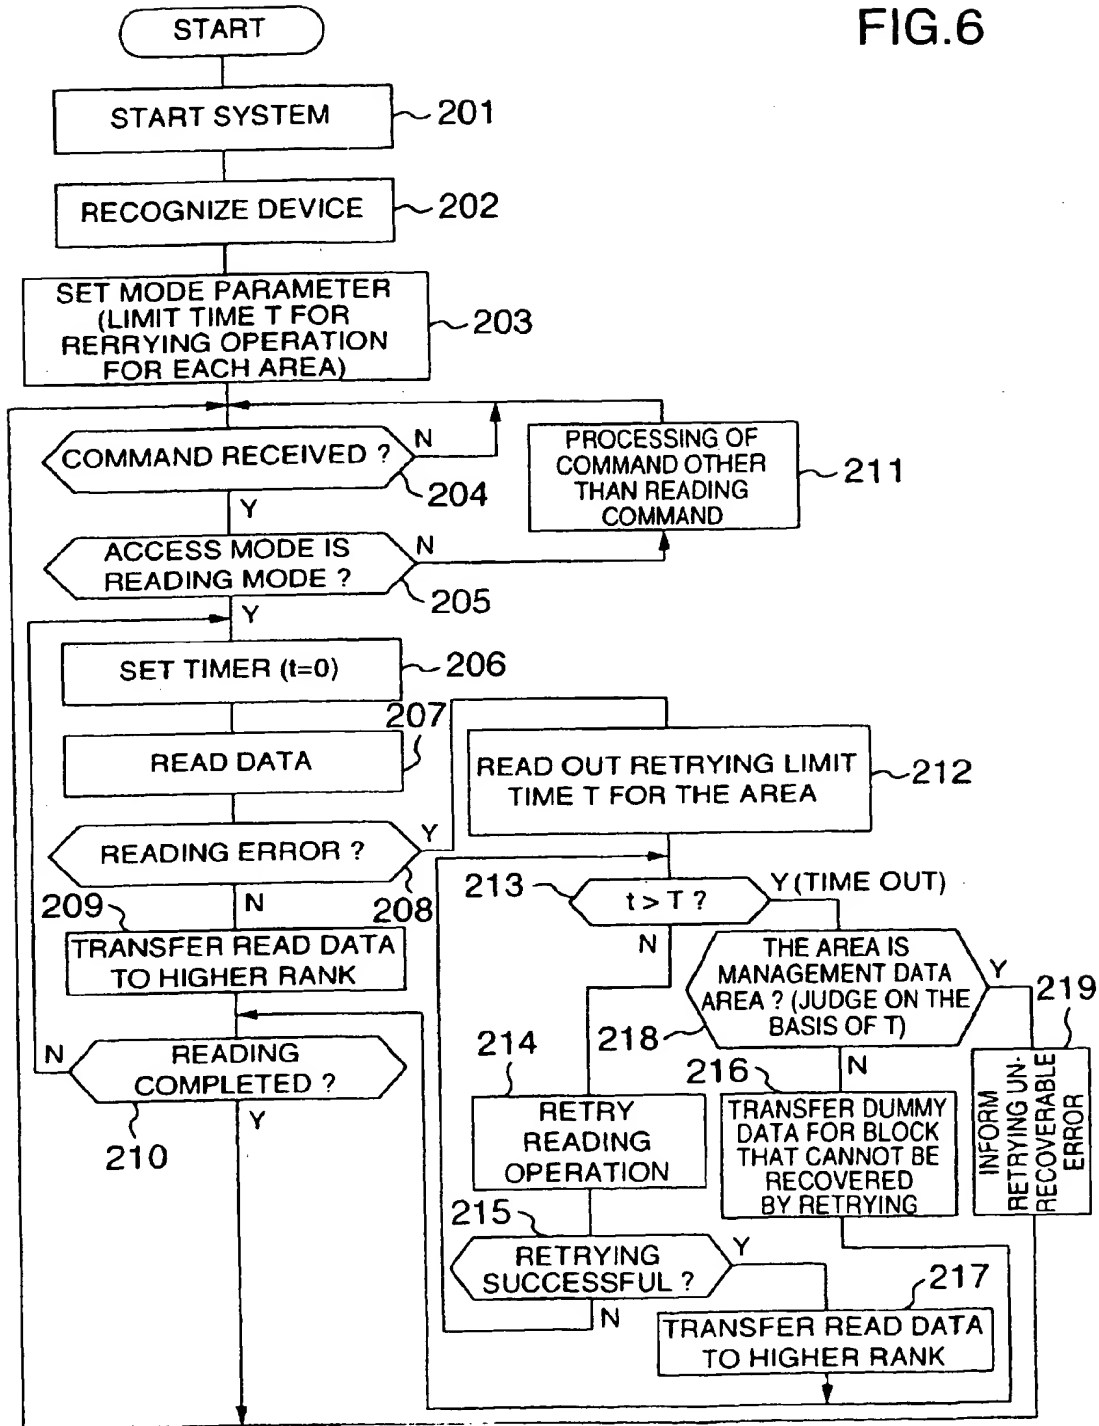 FIG.6
START
START SYSTEM
201
RECOGNIZE DEVICE
202
SET MODE PARAMETER
(LIMIT TIME T FOR
RERRYING OPERATION
FOR EACH AREA)
203
COMMAND RECEIVED ?
N
204
Y
PROCESSING OF
COMMAND OTHER
THAN READING
COMMAND
211
ACCESS MODE IS
READING MODE ?
N
205
Y
SET TIMER (t=0)
206
207
READ DATA
READ OUT RETRYING LIMIT
TIME T FOR THE AREA
212
READING ERROR ?
Y
208
N
213
t > T ?
Y (TIME OUT)
N
209
TRANSFER READ DATA
TO HIGHER RANK
THE AREA IS
MANAGEMENT DATA
AREA ? (JUDGE ON THE
BASIS OF T)
Y
218
N
219
INFORM
RETRYING UN-
RECOVERABLE
ERROR
READING
COMPLETED ?
N
210
Y
214
RETRY
READING
OPERATION
216
TRANSFER DUMMY
DATA FOR BLOCK
THAT CANNOT BE
RECOVERED
BY RETRYING
215
RETRYING
SUCCESSFUL ?
Y
N
217
TRANSFER READ DATA
TO HIGHER RANK